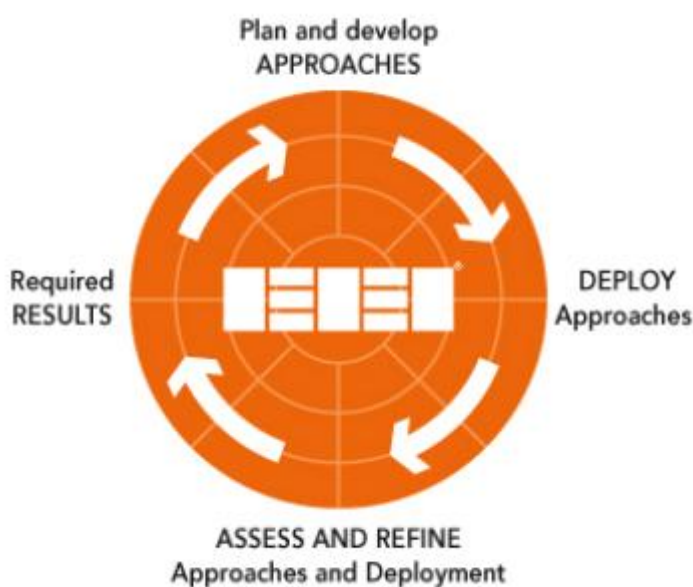 Plan and develop
APPROACHES
®
Required
RESULTS
DEPLOY
Approaches
ASSESS AND REFINE
Approaches and Deployment